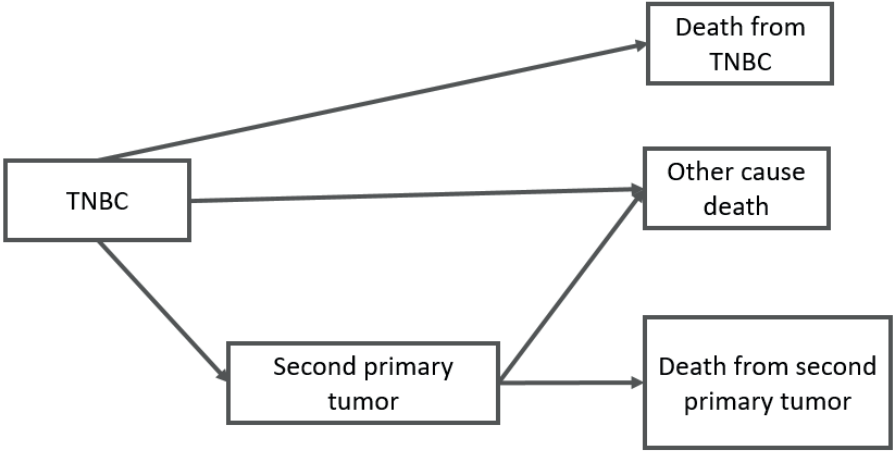 Death from
TNBC
TNBC
Other cause
death
Second primary
tumor
Death from second
primary tumor